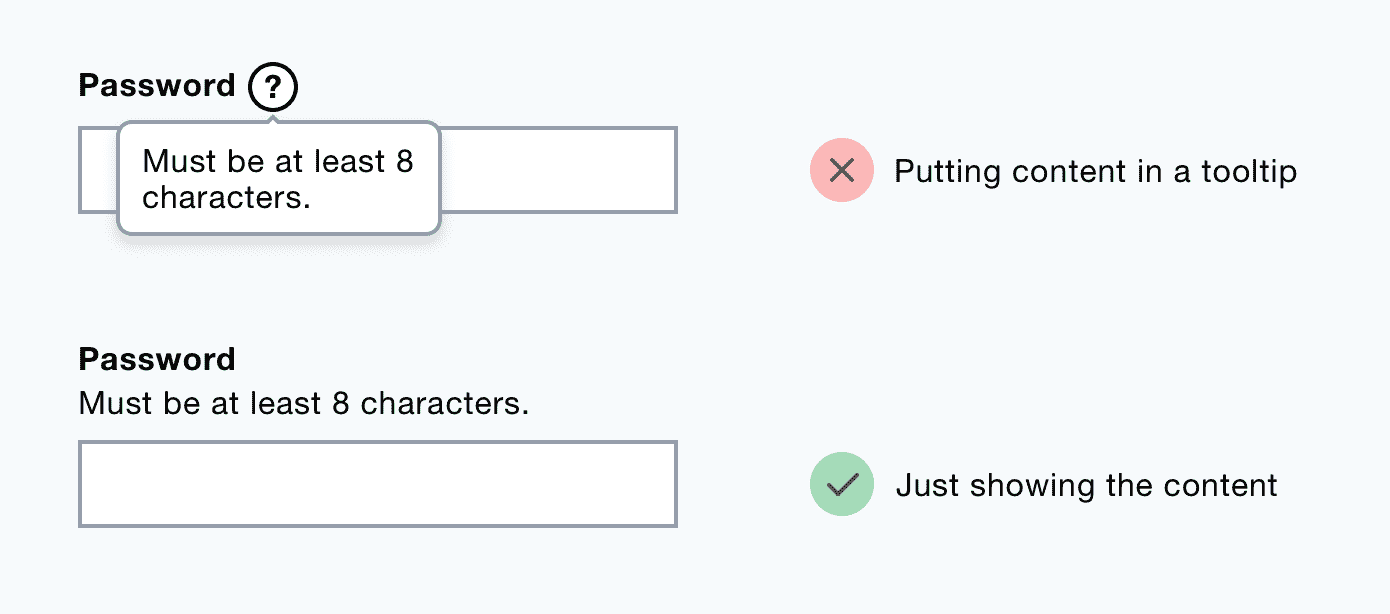 Password ?
Must be at least 8
characters.
Putting content in a tooltip
Password
Must be at least 8 characters.
Just showing the content